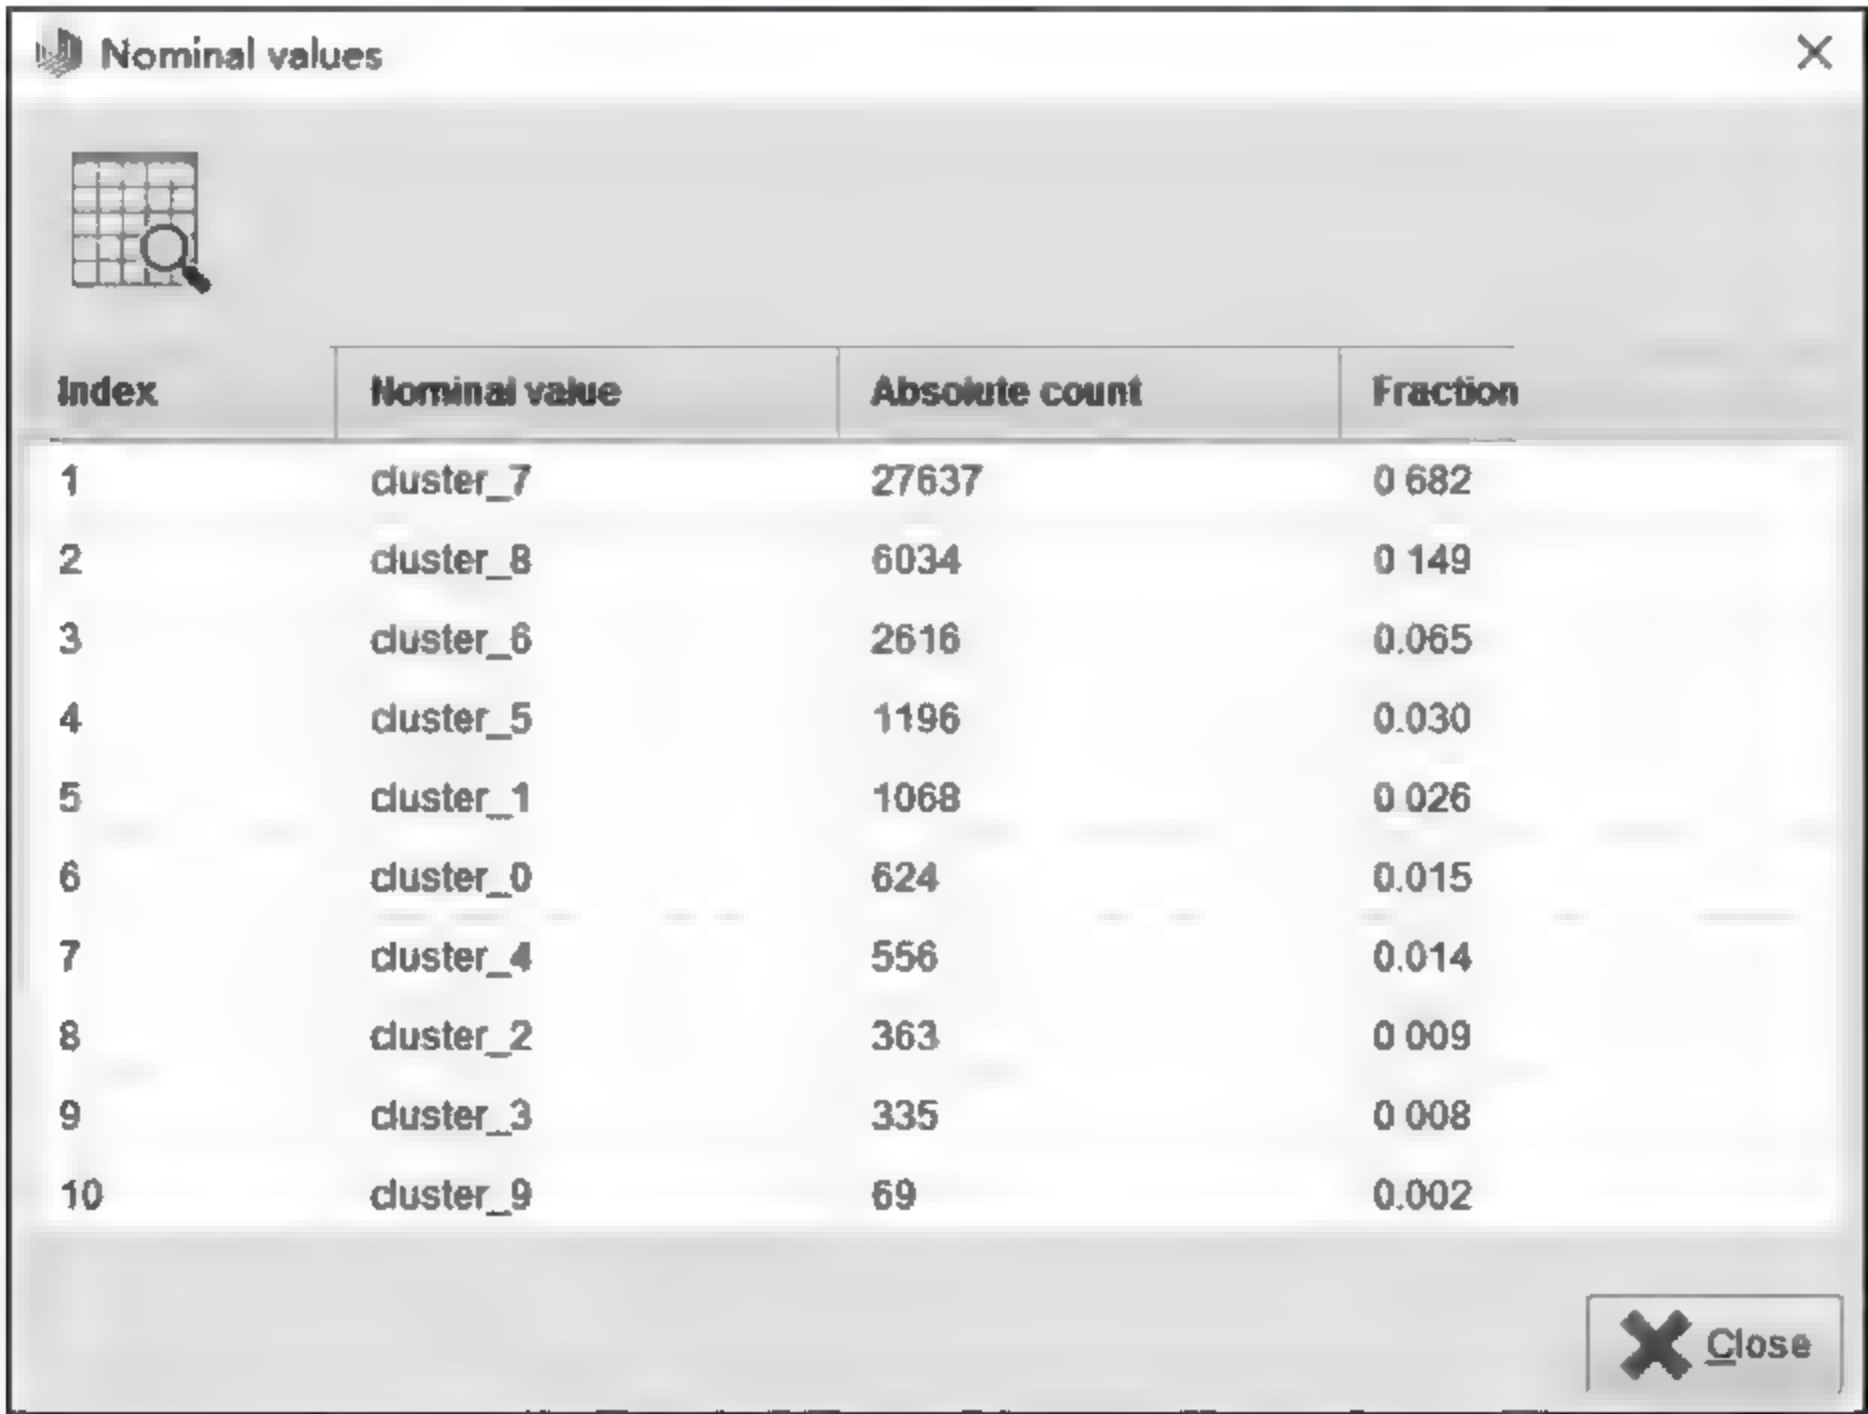 Nominal values
Index Nominal value Absolute count Fraction
1 cluster_7 27637 0.682
2 cluster_8 6034 0.149
3 cluster_6 2616 0.065
4 cluster_5 1196 0.030
5 cluster_1 1068 0.026
6 cluster_0 624 0.015
7 cluster_4 556 0.014
8 cluster_2 363 0.009
9 cluster_3 335 0.008
10 cluster_9 69 0.002
Close